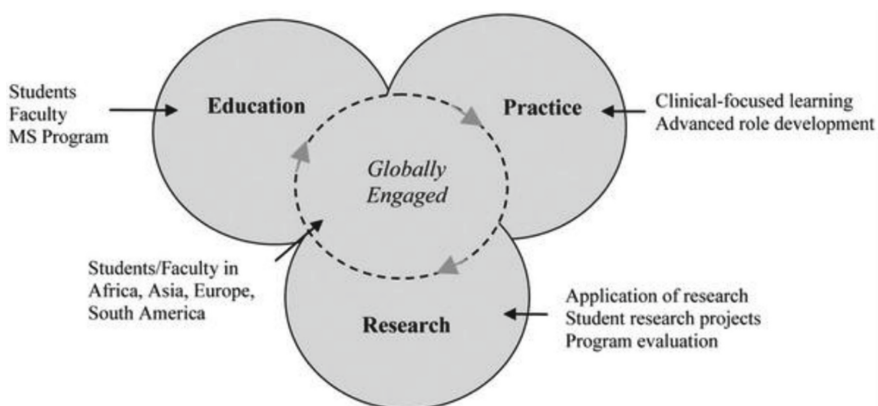 Students
Faculty
MS Program
Education
Practice
Clinical-focused learning
Advanced role development
Globally
Engaged
Students/Faculty in
Africa, Asia, Europe,
South America
Research
Application of research
Student research projects
Program evaluation